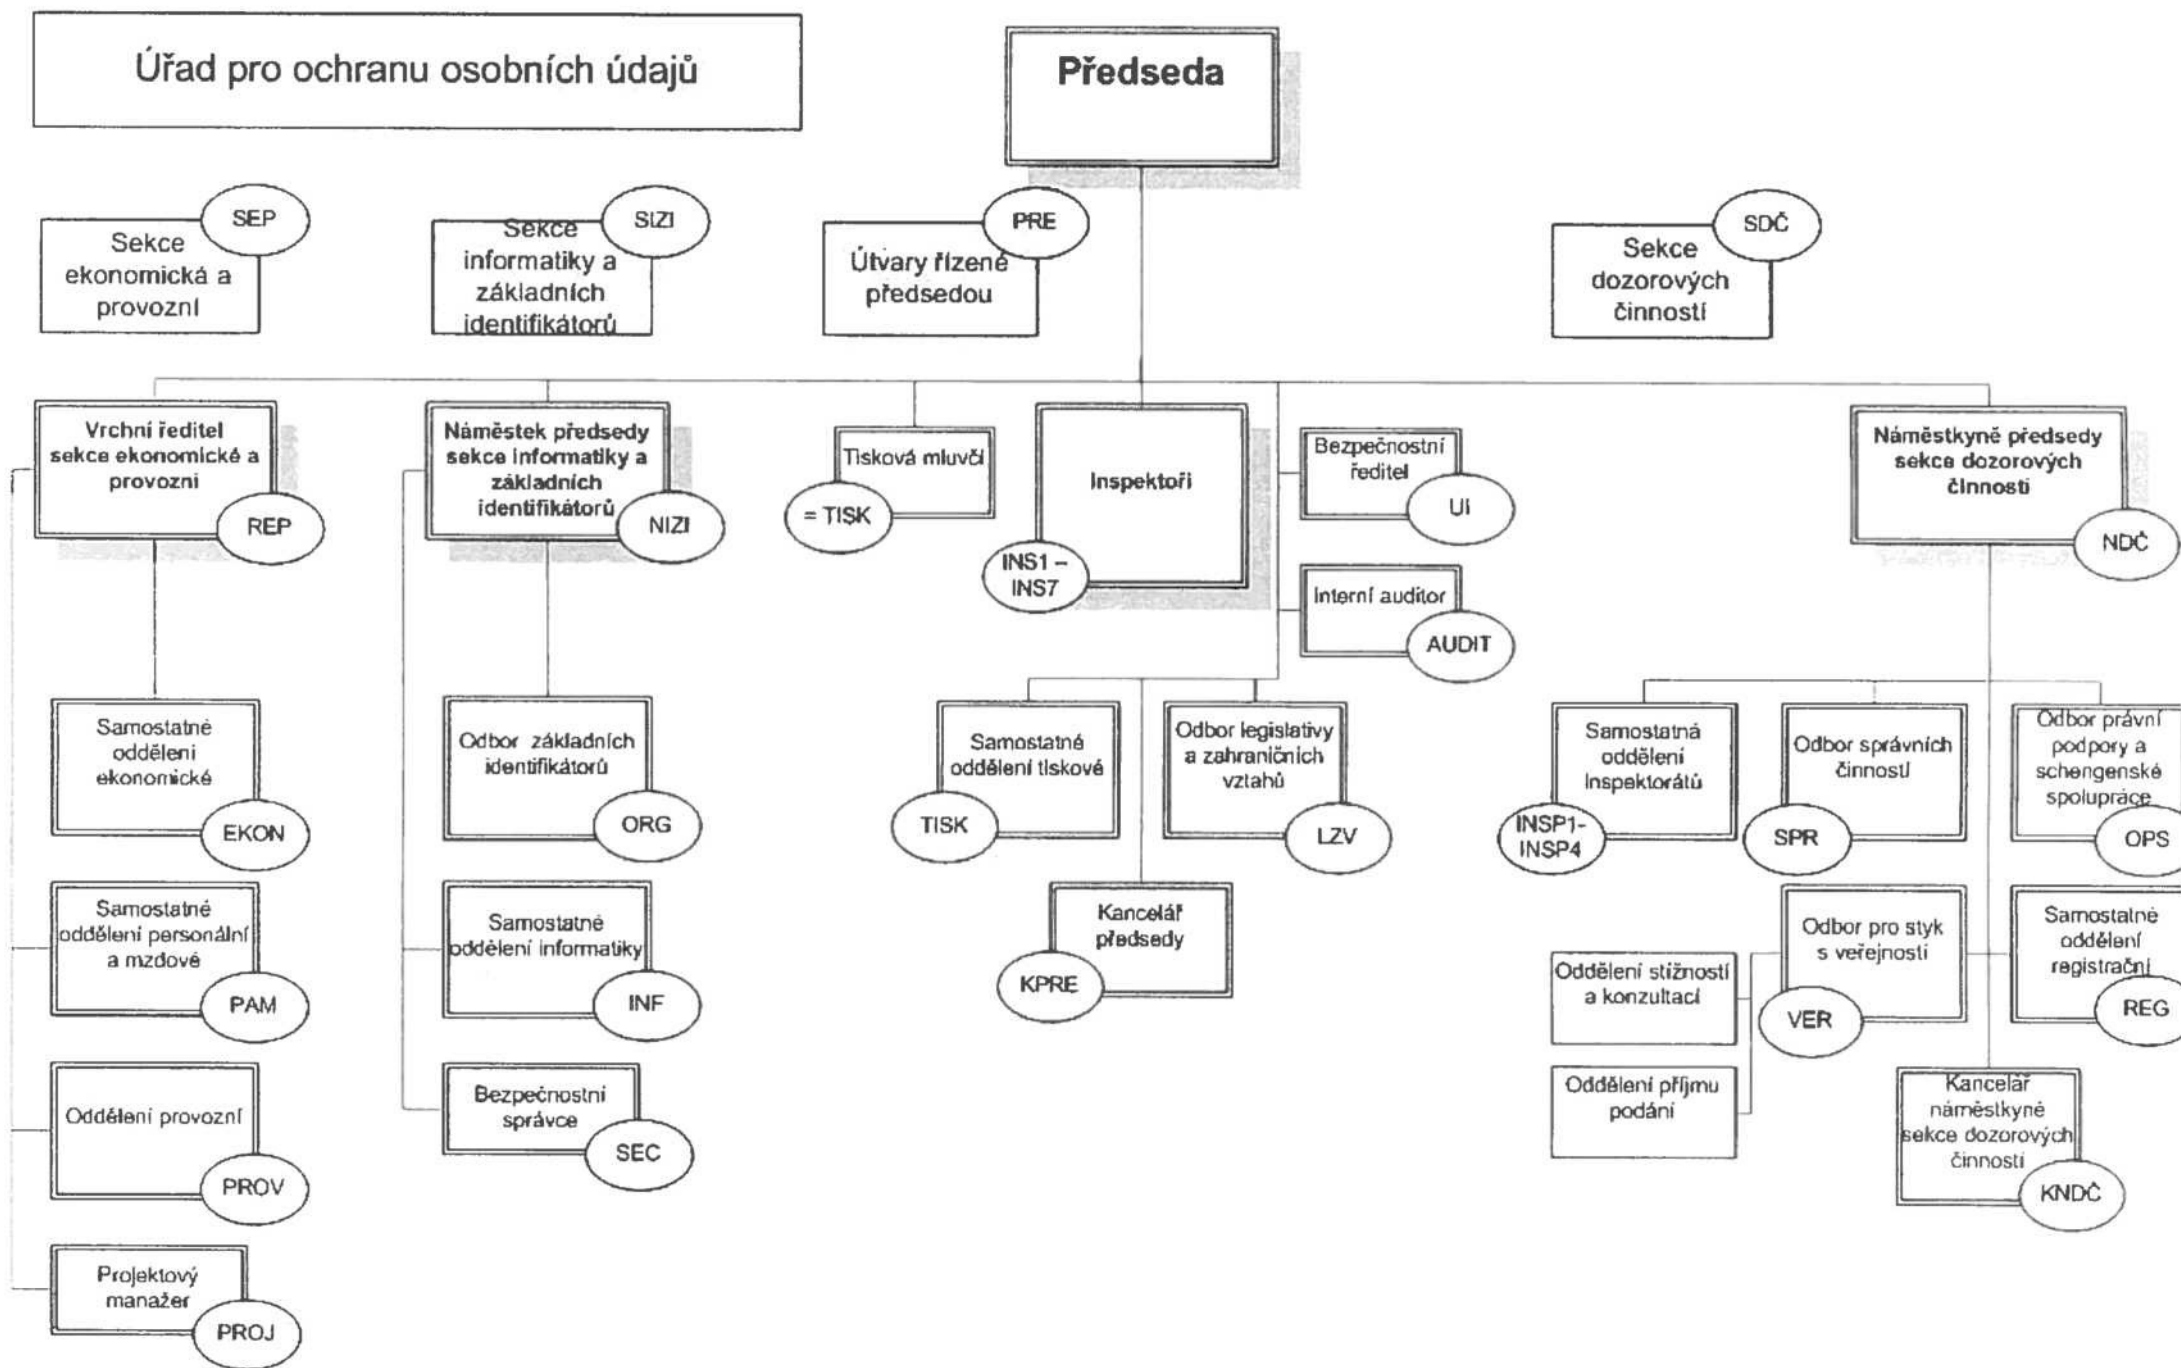 Úřad pro ochranu osobních údajů
Předseda
SEP
Sekce
ekonomická a
provozní
SIZI
Sekce
informatiky a
základních
identifikátorů
PRE
Útvary řízené
předsedou
SDČ
Sekce
dozorových
činností
Vrchní ředitel
sekce ekonomické a
provozní
REP
Náměstek předsedy
sekce informatiky a
základních
identifikátorů
NIZI
Tisková mluvčí
= TISK
Inspektoři
INS1 –
INS7
Bezpečnostní
ředitel
UI
Interní auditor
AUDIT
Náměstkyně předsedy
sekce dozorových
činností
NDČ
Samostatné
oddělení
ekonomické
EKON
Odbor základních
identifikátorů
ORG
Samostatné
oddělení tiskové
TISK
Odbor legislativy
a zahraničních
vztahů
LZV
Samostatná
oddělení
Inspektorátů
INSP1-
INSP4
Odbor správních
činností
SPR
Odbor právní
podpory a
schengenské
spolupráce
OPS
Samostatné
oddělení personální
a mzdové
PAM
Samostatné
oddělení informatiky
INF
Kancelář
předsedy
KPRE
Oddělení stížností
a konzultací
Odbor pro styk
s veřejností
VER
Samostatné
oddělení
registrační
REG
Oddělení provozní
PROV
Bezpečnostní
správce
SEC
Oddělení příjmu
podání
Kancelář
náměstkyně
sekce dozorových
činností
KNDČ
Projektový
manažer
PROJ